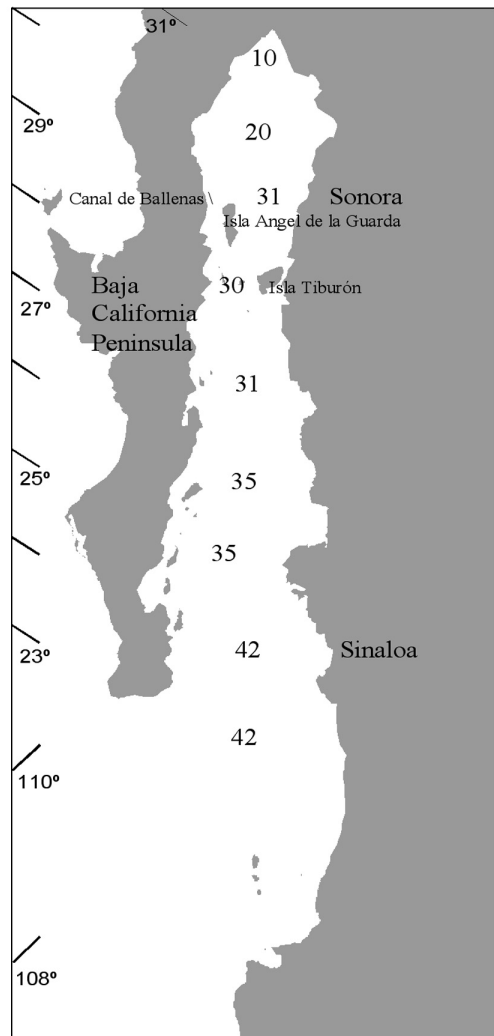 31º
10
29º
20
Canal de Ballenas \
31
Sonora
Isla Angel de la Guarda
30
Isla Tiburón
27º
Baja
California
Peninsula
31
25º
35
35
23º
42
Sinaloa
42
110º
108º